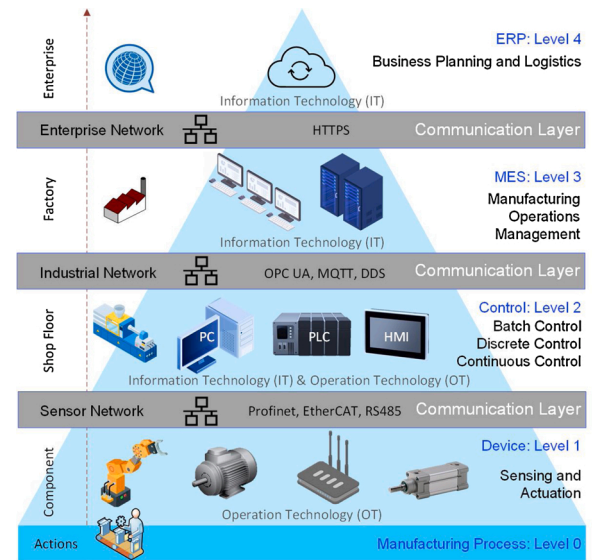 Enterprise
ERP: Level 4
Business Planning and Logistics
Information Technology (IT)
Enterprise Network
HTTPS
Communication Layer
Factory
MES: Level 3
Manufacturing
Operations
Management
Information Technology (IT)
Industrial Network
OPC UA, MQTT, DDS
Communication Layer
Shop Floor
PC
PLC
HMI
Control: Level 2
Batch Control
Discrete Control
Continuous Control
Information Technology (IT) & Operation Technology (OT)
Sensor Network
Profinet, EtherCAT, RS485
Communication Layer
Component
Device: Level 1
Sensing and
Actuation
Operation Technology (OT)
Actions
Manufacturing Process: Level 0